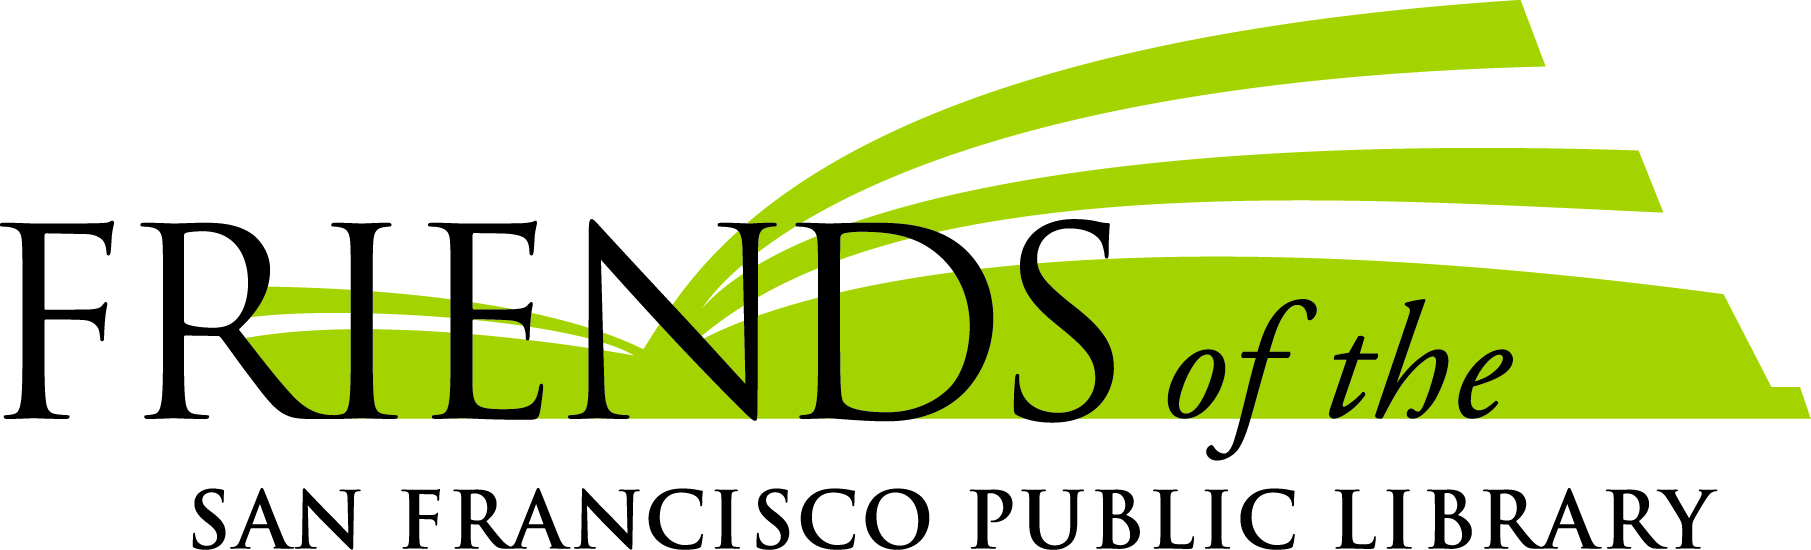 FRIENDS of the
SAN FRANCISCO PUBLIC LIBRARY